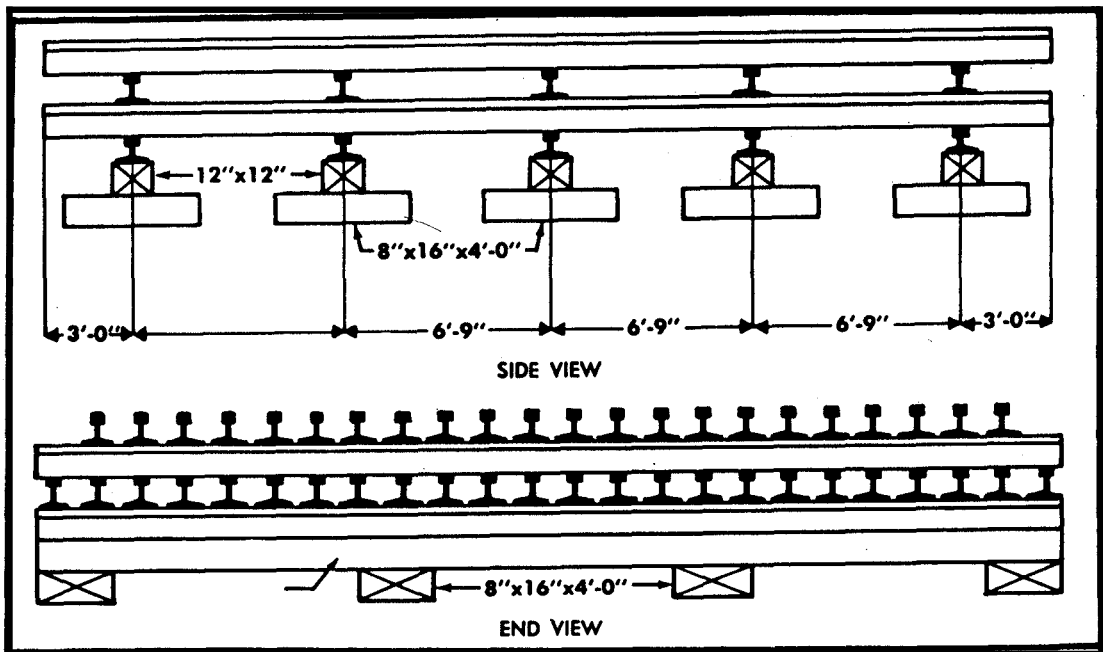 12"x12"
8"x16"x4'-0"
3'-0" 6'-9" 6'-9" 6'-9" 3'-0"
SIDE VIEW
8"x16"x4'-0"
END VIEW